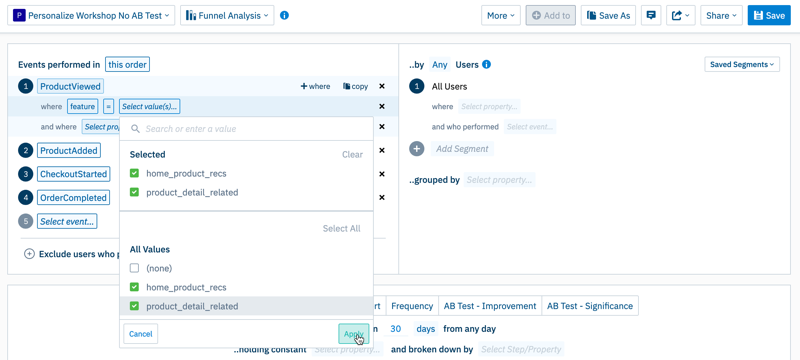 P Personalize Workshop No AB Test Funnel Analysis More Add to Save As Share Save
Events performed in this order
1 ProductViewed where copy
where feature = Select value(s)...
and where
Search or enter a value
Selected Clear
home_product_recs
product_detail_related
Select All
All Values
(none)
home_product_recs
product_detail_related
Cancel Apply
2 ProductAdded
3 CheckoutStarted
4 OrderCompleted
5 Select event...
Exclude users who
..by Any Users Saved Segments
1 All Users
where Select property...
and who performed Select event...
Add Segment
..grouped by Select property...
Frequency AB Test - Improvement AB Test - Significance
30 days from any day
..holding constant Select property... and broken down by Select Step/Property